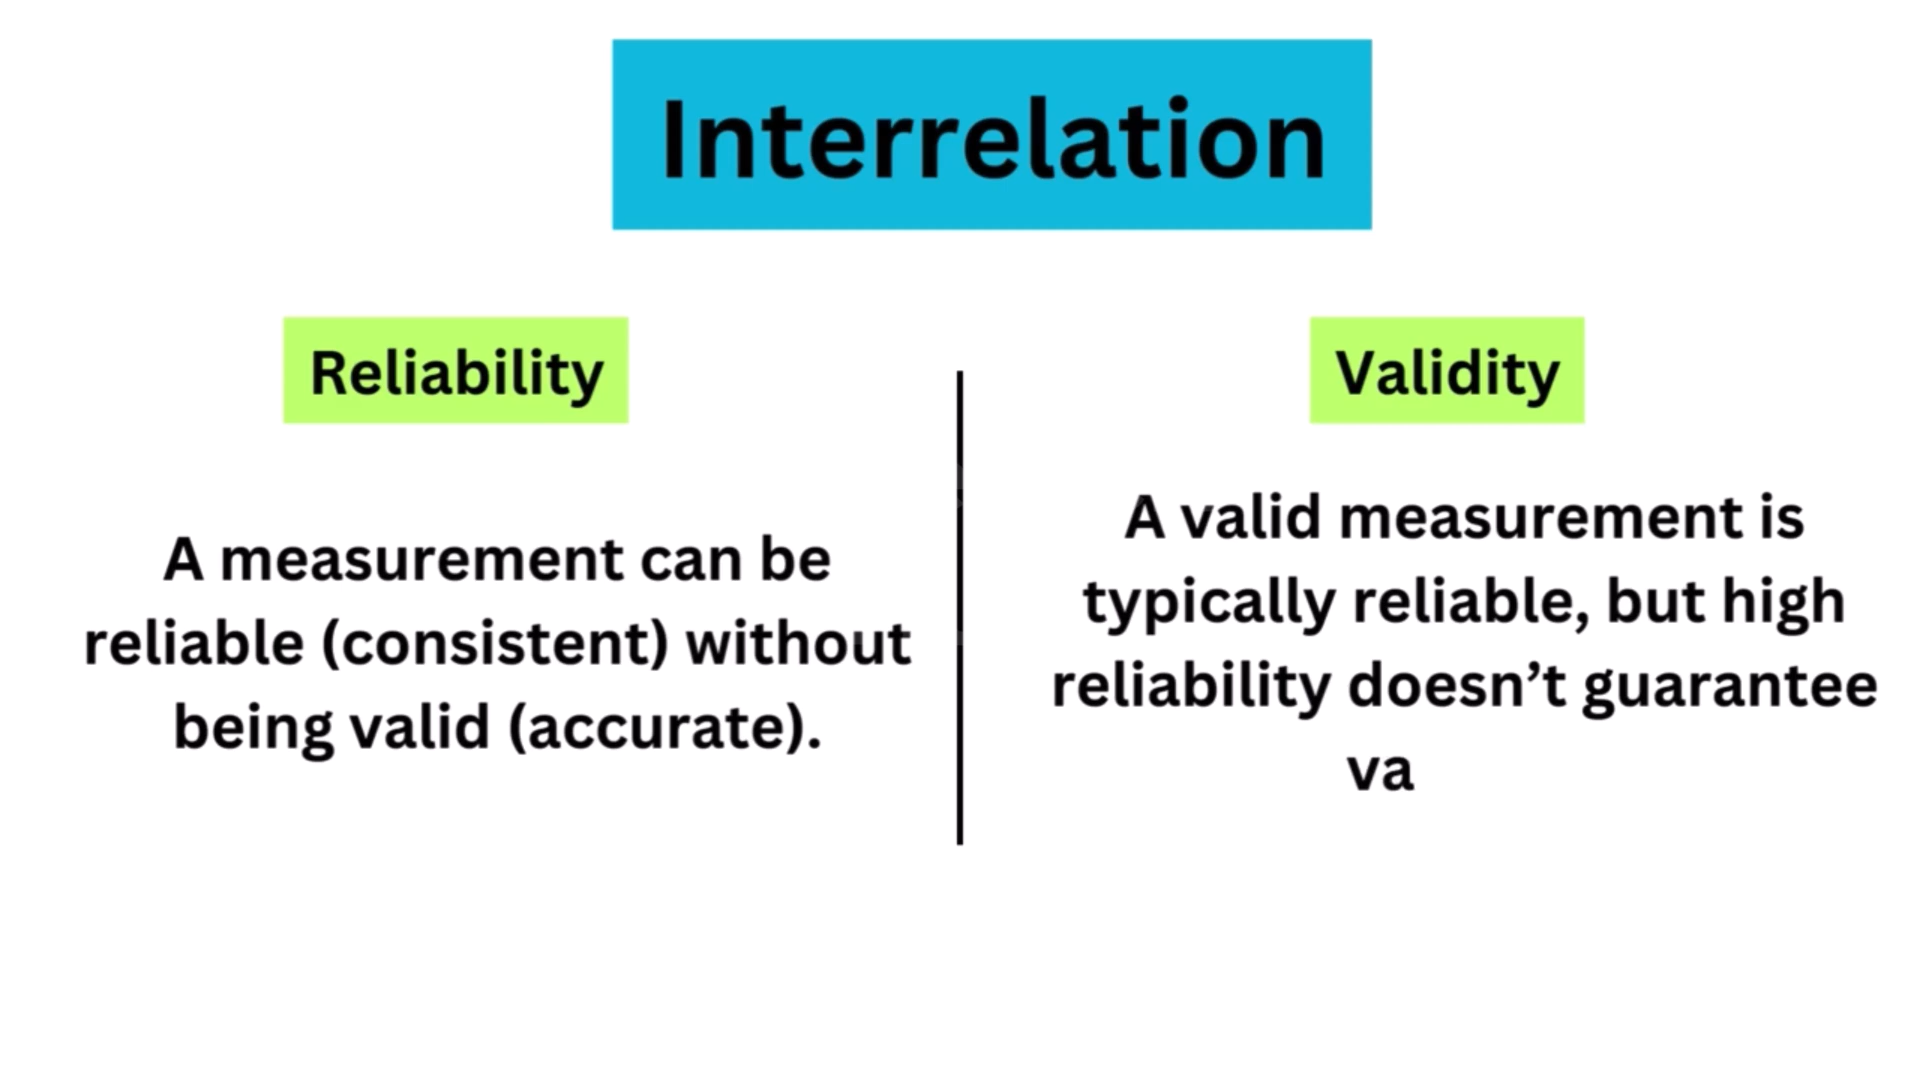 Interrelation
Reliability
A measurement can be
reliable (consistent) without
being valid (accurate).
Validity
A valid measurement is
typically reliable, but high
reliability doesn’t guarantee
va